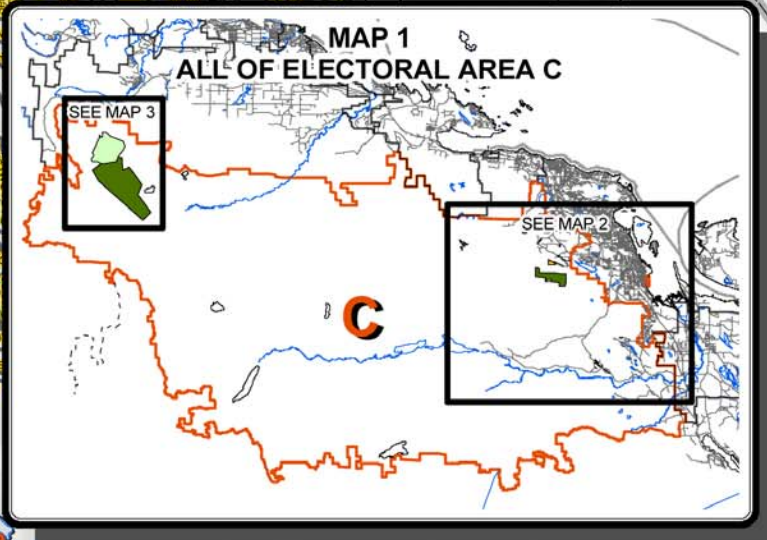 MAP 1
ALL OF ELECTORAL AREA C
SEE MAP 3
SEE MAP 2
C